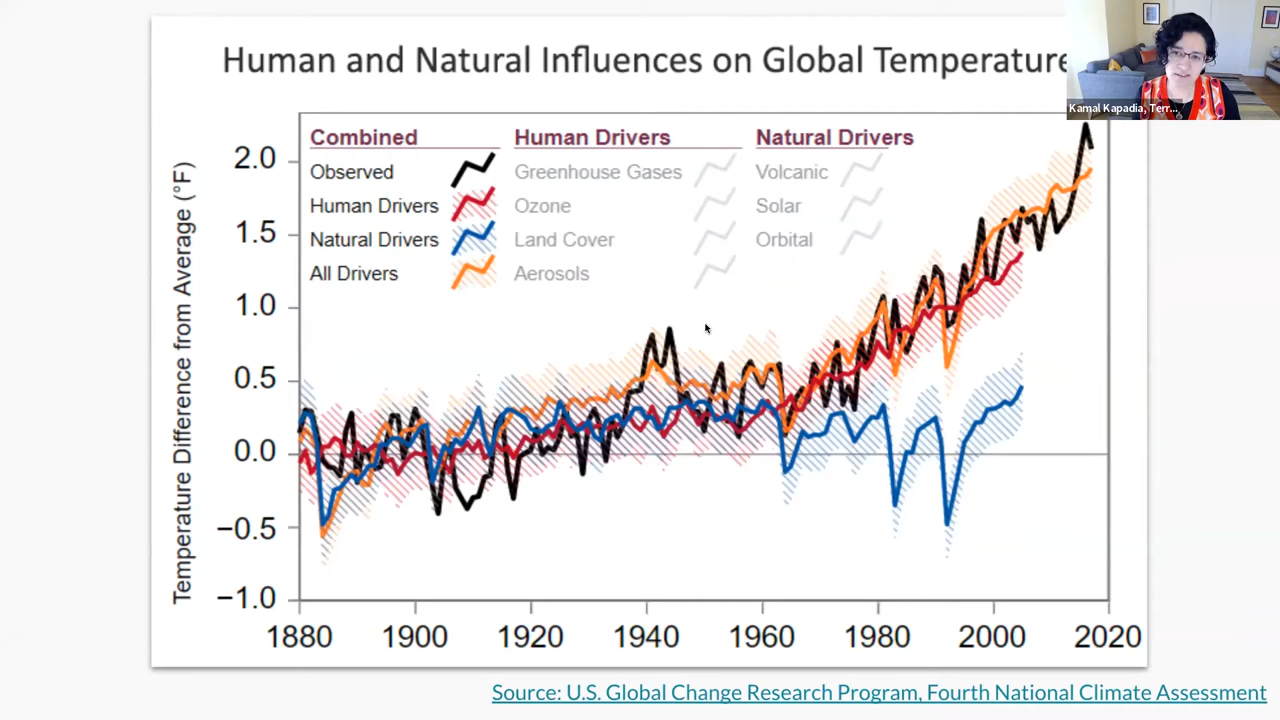 Human and Natural Influences on Global Temperature
Kamal Kapadia, Terr...
Combined Human Drivers Natural Drivers
Observed Greenhouse Gases Volcanic
Human Drivers Ozone Solar
Natural Drivers Land Cover Orbital
All Drivers Aerosols
Temperature Difference from Average (°F)
2.0
1.5
1.0
0.5
0.0
−0.5
−1.0
1880 1900 1920 1940 1960 1980 2000 2020
Source: U.S. Global Change Research Program, Fourth National Climate Assessment